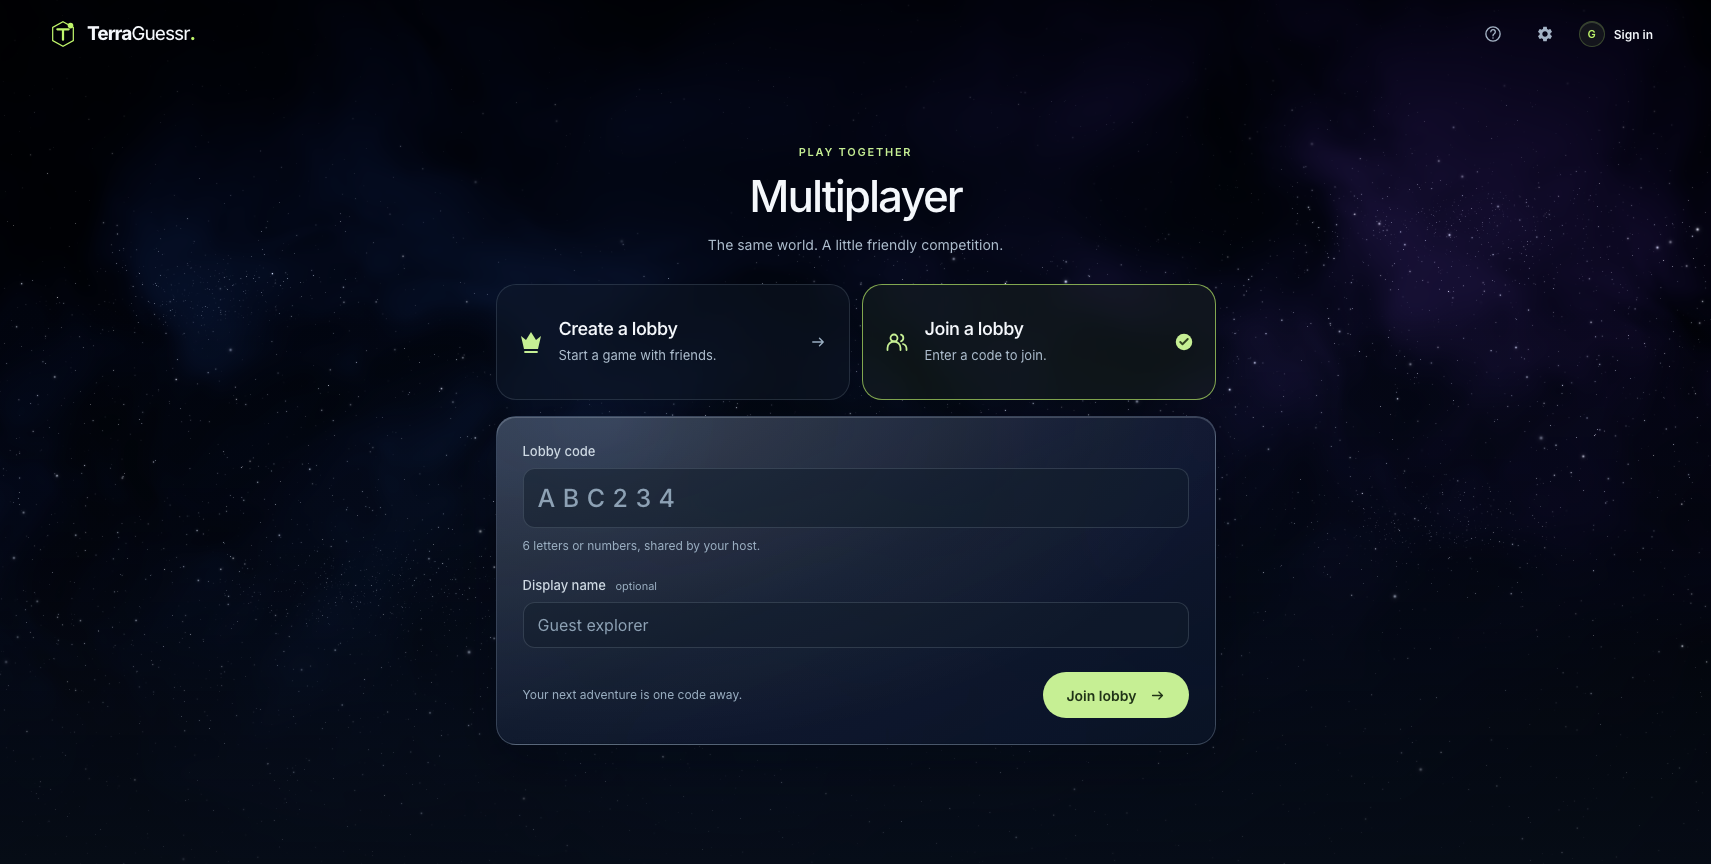 TerraGuessr.
G Sign in
PLAY TOGETHER
Multiplayer
The same world. A little friendly competition.
Create a lobby
Start a game with friends.
Join a lobby
Enter a code to join.
Lobby code
ABC234
6 letters or numbers, shared by your host.
Display name optional
Guest explorer
Your next adventure is one code away.
Join lobby